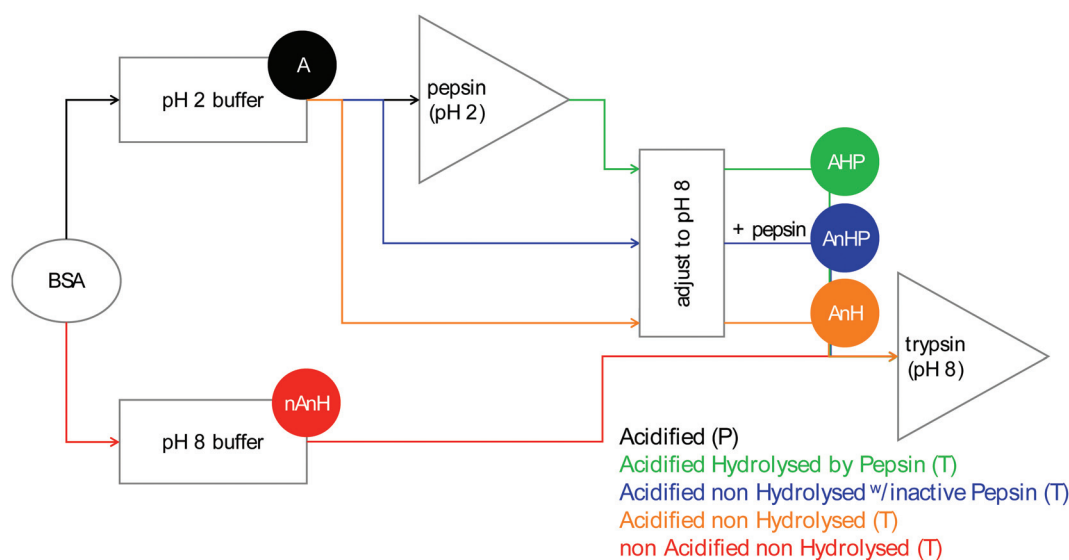 A
pH 2 buffer
pepsin
(pH 2)
AHP
adjust to pH 8
+ pepsin
AnHP
BSA
AnH
trypsin
(pH 8)
nAnH
pH 8 buffer
Acidified (P)
Acidified Hydrolysed by Pepsin (T)
Acidified non Hydrolysed w/inactive Pepsin (T)
Acidified non Hydrolysed (T)
non Acidified non Hydrolysed (T)